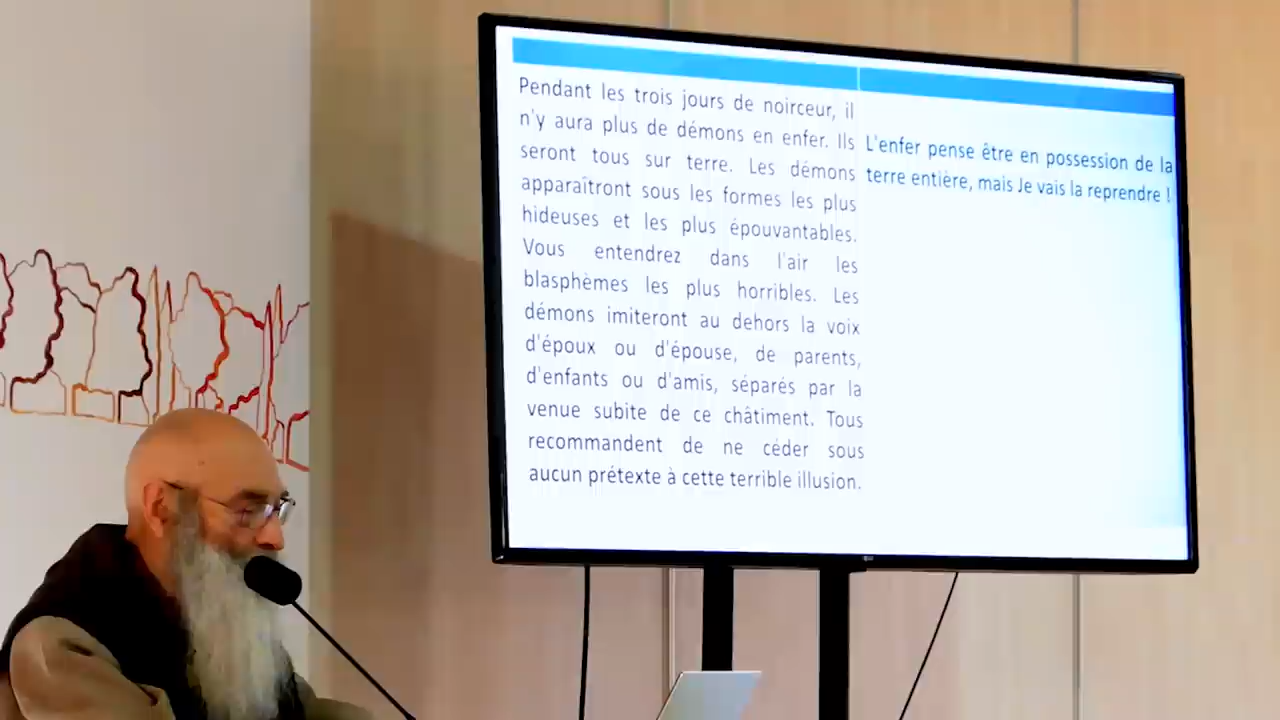 Pendant les trois jours de noirceur, il
n'y aura plus de démons en enfer. Ils
seront tous sur terre. Les démons
apparaîtront sous les formes les plus
hideuses et les plus épouvantables.
Vous entendrez dans l'air les
blasphèmes les plus horribles. Les
démons imiteront au dehors la voix
d'époux ou d'épouse, de parents,
d'enfants ou d'amis, séparés par la
venue subite de ce châtiment. Tous
recommandent de ne céder sous
aucun prétexte à cette terrible illusion.
L'enfer pense être en possession de la
terre entière, mais Je vais la reprendre !